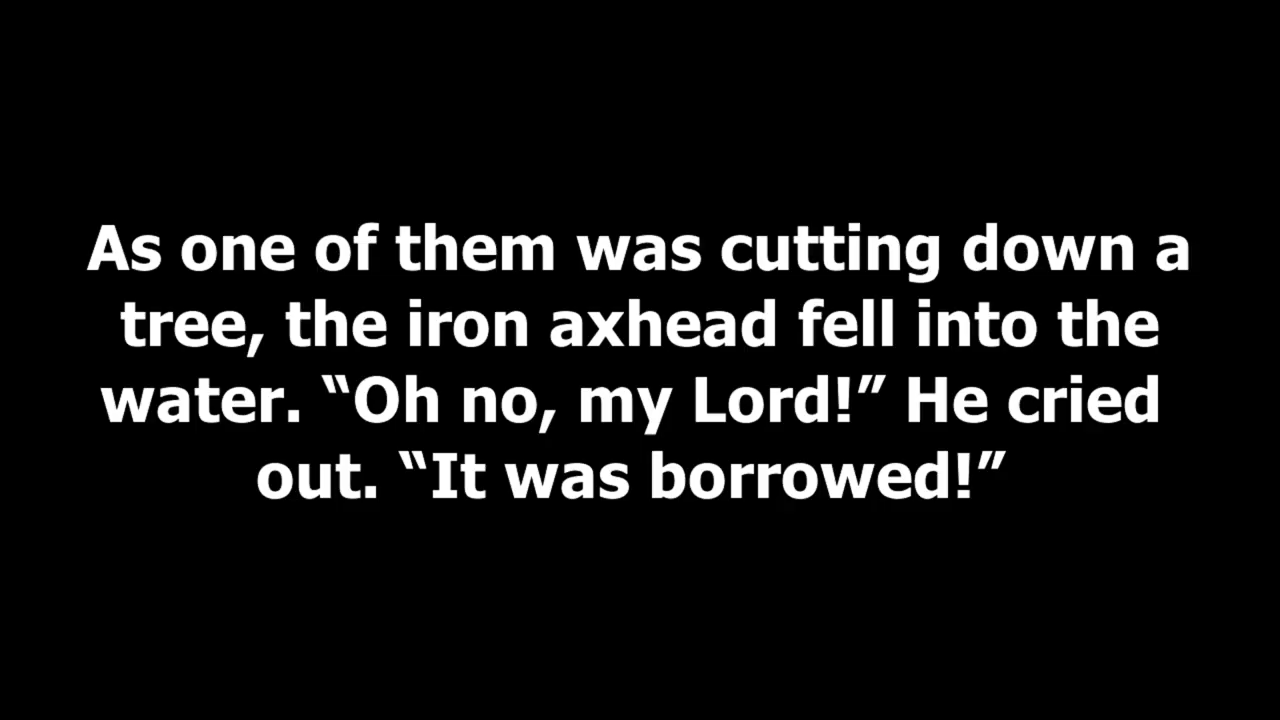 As one of them was cutting down a
tree, the iron axhead fell into the
water. “Oh no, my Lord!” He cried
out. “It was borrowed!”